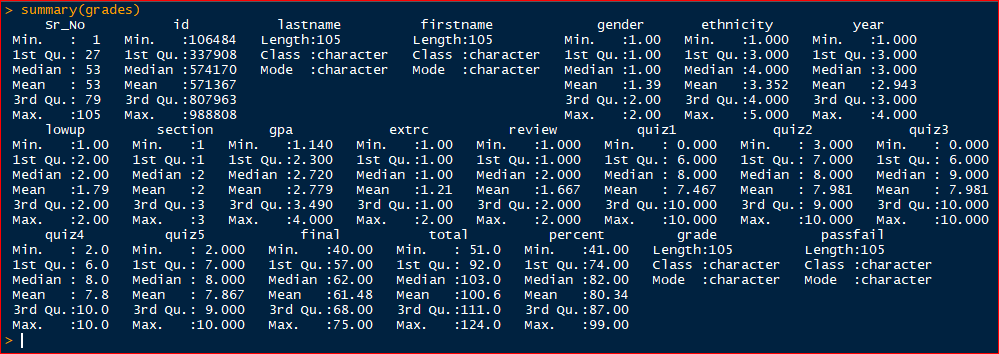 > summary(grades)
Sr_No id lastname firstname gender ethnicity year
Min. : 1 Min. :106484 Length:105 Length:105 Min. :1.00 Min. :1.000 Min. :1.000
1st Qu.: 27 1st Qu.:337908 Class :character Class :character 1st Qu.:1.00 1st Qu.:3.000 1st Qu.:3.000
Median : 53 Median :574170 Mode :character Mode :character Median :1.00 Median :4.000 Median :3.000
Mean : 53 Mean :571367 Mean :1.39 Mean :3.352 Mean :2.943
3rd Qu.: 79 3rd Qu.:807963 3rd Qu.:2.00 3rd Qu.:4.000 3rd Qu.:3.000
Max. :105 Max. :988808 Max. :2.00 Max. :5.000 Max. :4.000
lowup section gpa extrc review quiz1 quiz2 quiz3
Min. :1.00 Min. :1 Min. :1.140 Min. :1.00 Min. :1.000 Min. : 0.000 Min. : 3.000 Min. : 0.000
1st Qu.:2.00 1st Qu.:1 1st Qu.:2.300 1st Qu.:1.00 1st Qu.:1.000 1st Qu.: 6.000 1st Qu.: 7.000 1st Qu.: 6.000
Median :2.00 Median :2 Median :2.720 Median :1.00 Median :2.000 Median : 8.000 Median : 8.000 Median : 9.000
Mean :1.79 Mean :2 Mean :2.779 Mean :1.21 Mean :1.667 Mean : 7.467 Mean : 7.981 Mean : 7.981
3rd Qu.:2.00 3rd Qu.:3 3rd Qu.:3.490 3rd Qu.:1.00 3rd Qu.:2.000 3rd Qu.:10.000 3rd Qu.: 9.000 3rd Qu.:10.000
Max. :2.00 Max. :3 Max. :4.000 Max. :2.00 Max. :2.000 Max. :10.000 Max. :10.000 Max. :10.000
quiz4 quiz5 final total percent grade passfail
Min. : 2.0 Min. : 2.000 Min. :40.00 Min. : 51.0 Min. :41.00 Length:105 Length:105
1st Qu.: 6.0 1st Qu.: 7.000 1st Qu.:57.00 1st Qu.: 92.0 1st Qu.:74.00 Class :character Class :character
Median : 8.0 Median : 8.000 Median :62.00 Median :103.0 Median :82.00 Mode :character Mode :character
Mean : 7.8 Mean : 7.867 Mean :61.48 Mean :100.6 Mean :80.34
3rd Qu.:10.0 3rd Qu.: 9.000 3rd Qu.:68.00 3rd Qu.:111.0 3rd Qu.:87.00
Max. :10.0 Max. :10.000 Max. :75.00 Max. :124.0 Max. :99.00
>